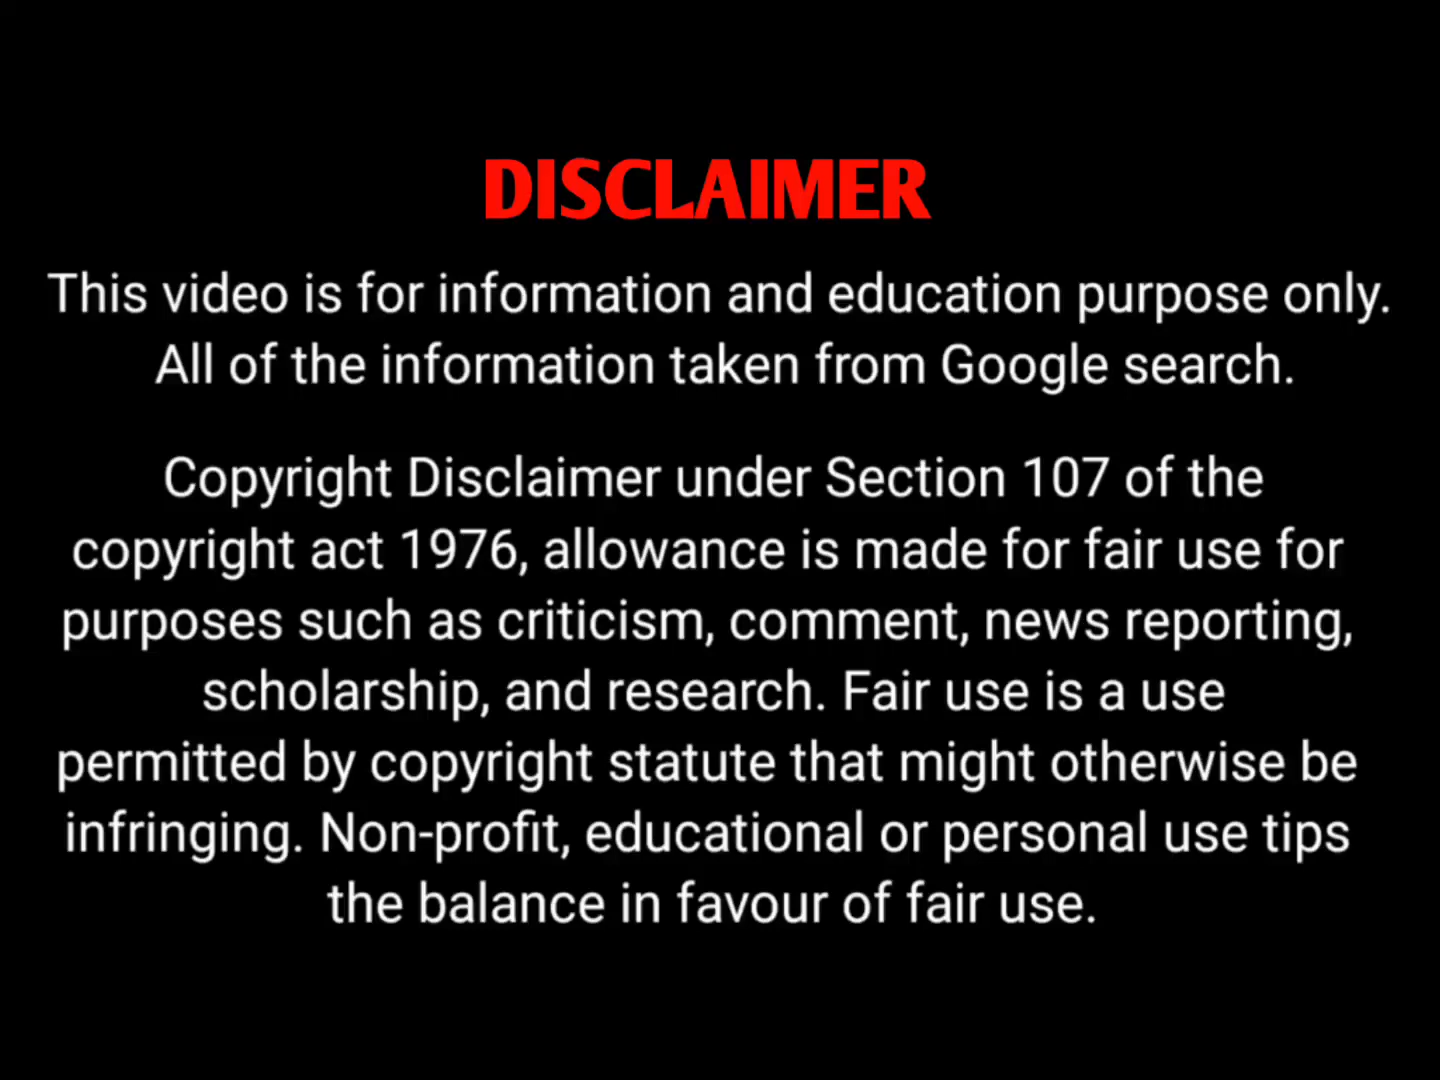 DISCLAIMER
This video is for information and education purpose only.
All of the information taken from Google search.
Copyright Disclaimer under Section 107 of the
copyright act 1976, allowance is made for fair use for
purposes such as criticism, comment, news reporting,
scholarship, and research. Fair use is a use
permitted by copyright statute that might otherwise be
infringing. Non-profit, educational or personal use tips
the balance in favour of fair use.